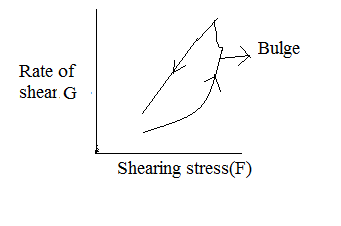 Bulge
Rate of
shear G
Shearing stress(F)